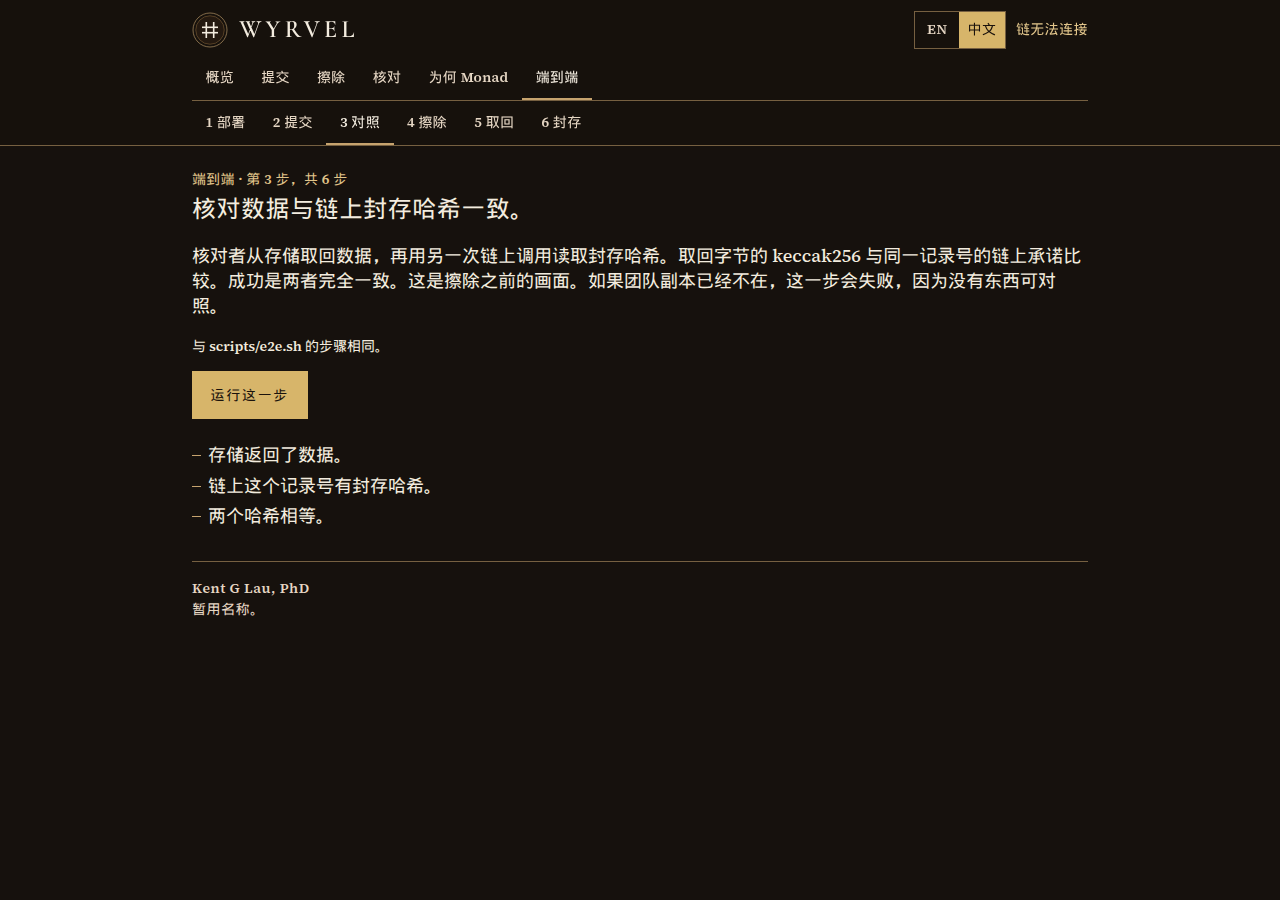 WYRVEL
EN 中文 链无法连接
概览 提交 擦除 核对 为何 Monad 端到端
1 部署 2 提交 3 对照 4 擦除 5 取回 6 封存
端到端 · 第 3 步，共 6 步
核对数据与链上封存哈希一致。
核对者从存储取回数据，再用另一次链上调用读取封存哈希。取回字节的 keccak256 与同一记录号的链上承诺比
较。成功是两者完全一致。这是擦除之前的画面。如果团队副本已经不在，这一步会失败，因为没有东西可对
照。
与 scripts/e2e.sh 的步骤相同。
运行这一步
– 存储返回了数据。
– 链上这个记录号有封存哈希。
– 两个哈希相等。
Kent G Lau, PhD
暂用名称。